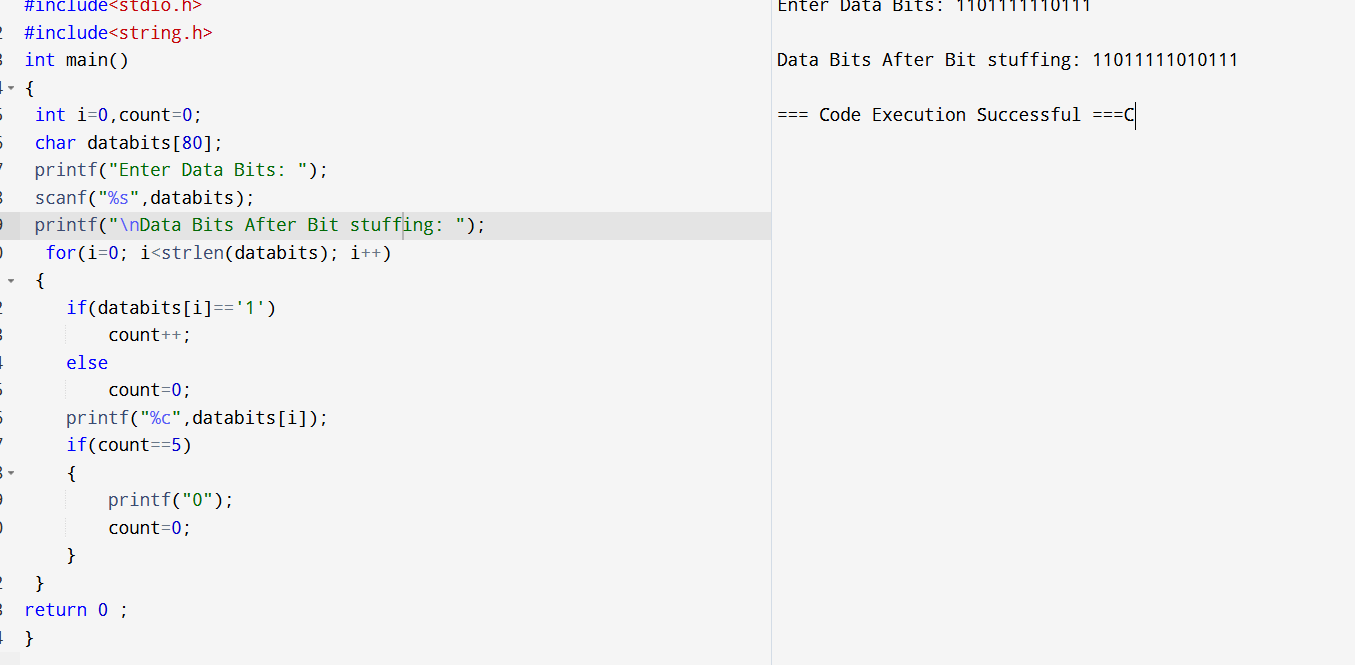 #include<stdio.h>
#include<string.h>
int main()
{
int i=0,count=0;
char databits[80];
printf("Enter Data Bits: ");
scanf("%s",databits);
printf("\nData Bits After Bit stuffing: ");
for(i=0; i<strlen(databits); i++)
{
if(databits[i]=='1')
count++;
else
count=0;
printf("%c",databits[i]);
if(count==5)
{
printf("0");
count=0;
}
}
return 0 ;
}
Enter Data Bits: 1101111110111
Data Bits After Bit stuffing: 11011111010111
=== Code Execution Successful ===C